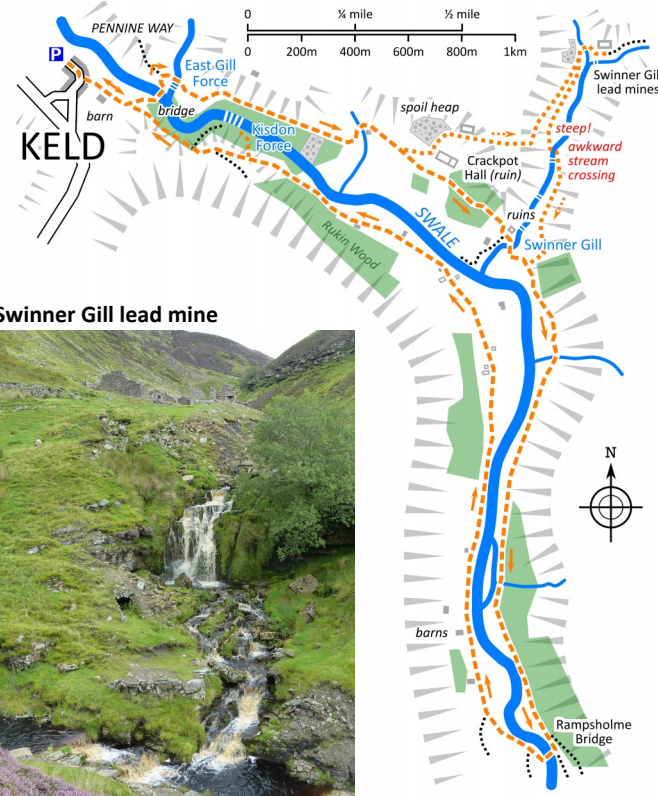 0
¼ mile
½ mile
0
200m
400m
600m
800m
1km
PENNINE WAY
P
East Gill
Force
barn
bridge
Kisdon
Force
KELD
spoil heap
Swinner Gill
lead mines
steep!
awkward
stream
crossing
Crackpot
Hall (ruin)
ruins
SWALE
Swinner Gill
Rukin Wood
Swinner Gill lead mine
N
barns
Rampsholme
Bridge